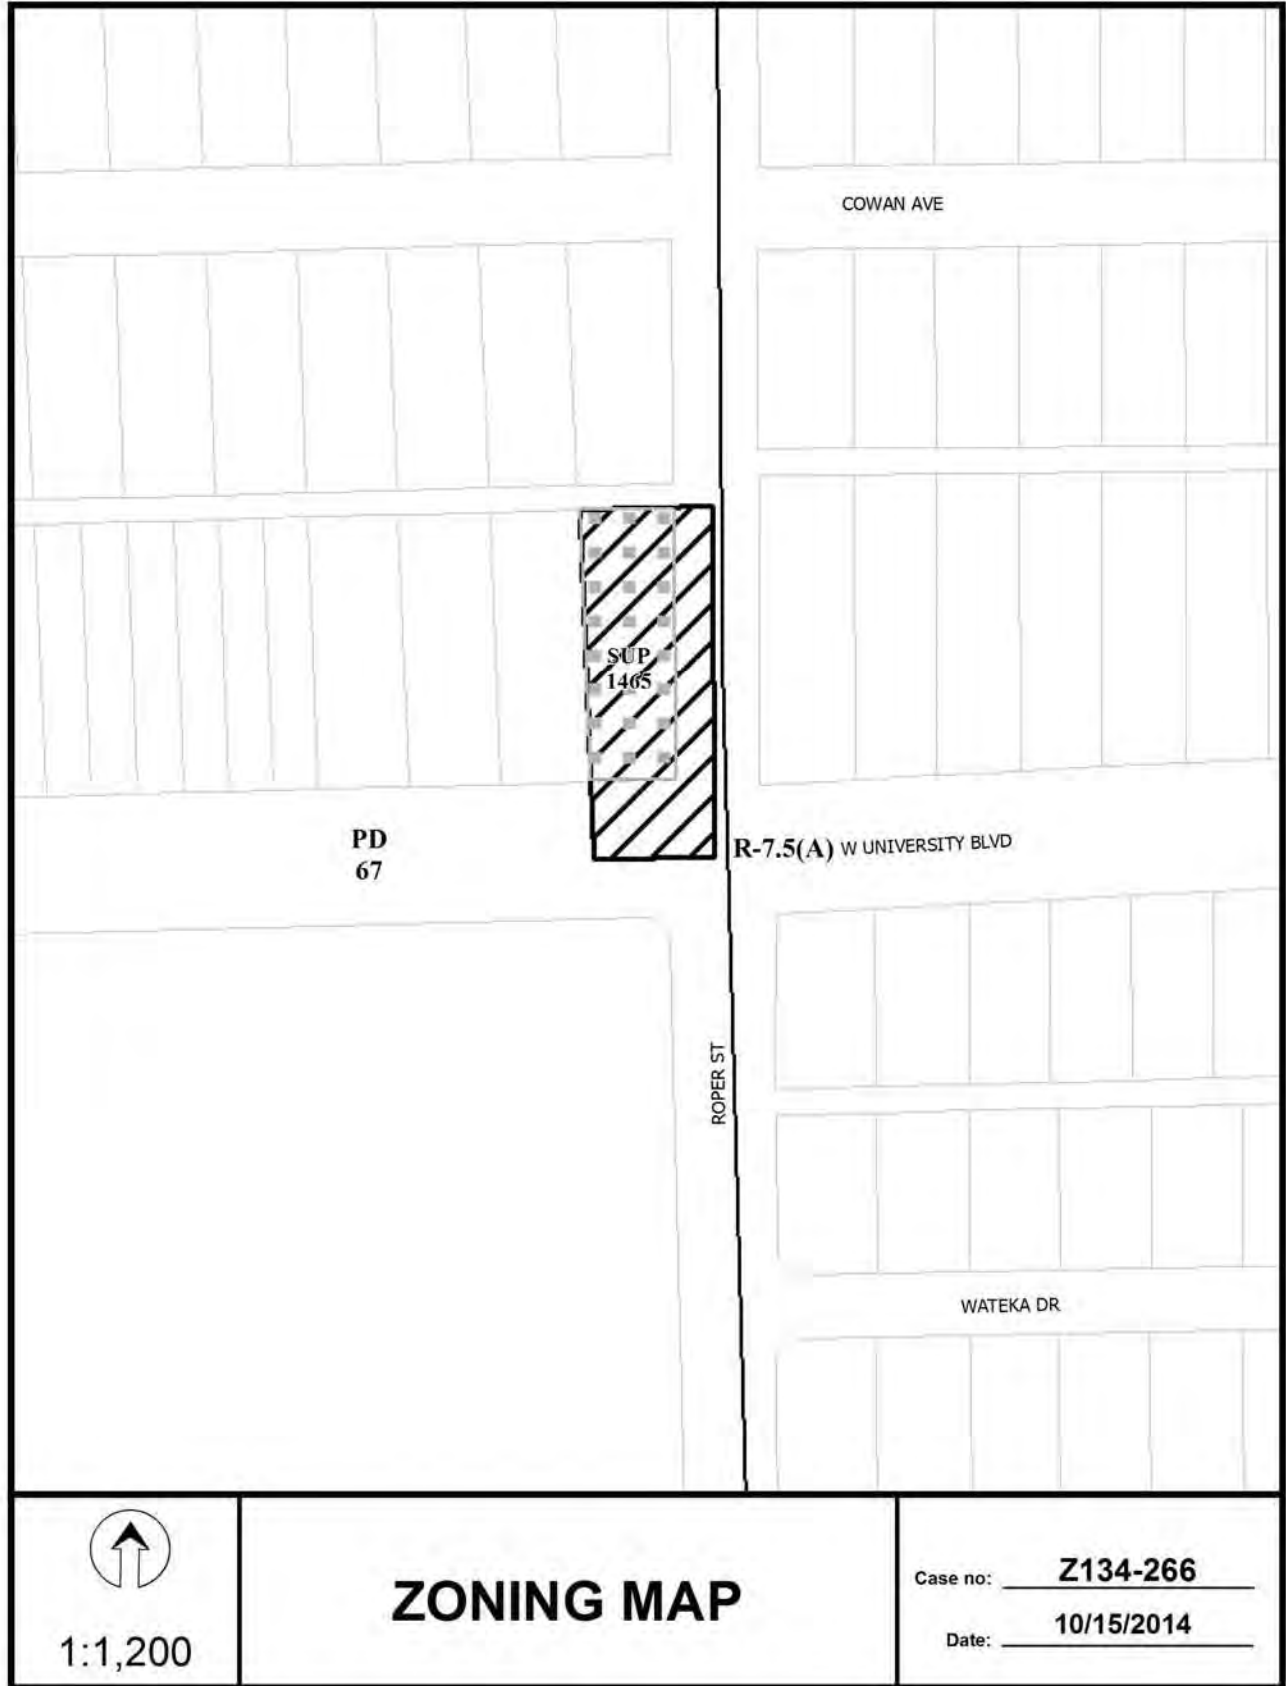 COWAN AVE
SUP
1465
PD
67
R-7.5(A) W UNIVERSITY BLVD
ROPER ST
WATEKA DR
1:1,200
ZONING MAP
Case no: Z134-266
Date: 10/15/2014